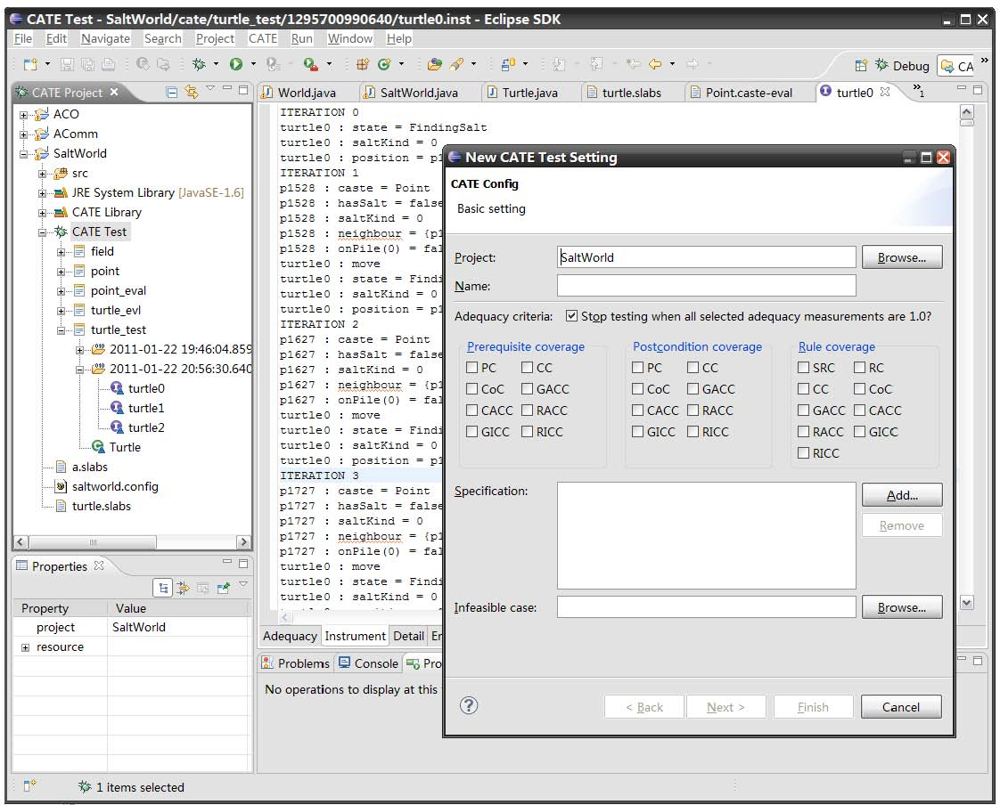 CATE Test - SaltWorld/cate/turtle_test/1295700990640/turtle0.inst - Eclipse SDK
File Edit Navigate Search Project CATE Run Window Help
Debug CA
CATE Project
ACO
AComm
SaltWorld
src
JRE System Library [JavaSE-1.6]
CATE Library
CATE Test
field
point
point_eval
turtle_evl
turtle_test
2011-01-22 19:46:04.859
2011-01-22 20:56:30.640
turtle0
turtle1
turtle2
Turtle
a.slabs
saltworld.config
turtle.slabs
Properties
Property Value
project SaltWorld
resource
World.java SaltWorld.java Turtle.java turtle.slabs Point.caste-eval turtle0 »1
ITERATION 0
turtle0 : state = FindingSalt
turtle0 : saltKind = 0
turtle0 : position = p1
ITERATION 1
p1528 : caste = Point
p1528 : hasSalt = false
p1528 : saltKind = 0
p1528 : neighbour = {p1
p1528 : onPile(0) = fal
turtle0 : move
turtle0 : state = Findi
turtle0 : saltKind = 0
turtle0 : position = p1
ITERATION 2
p1627 : caste = Point
p1627 : hasSalt = false
p1627 : saltKind = 0
p1627 : neighbour = {p1
p1627 : onPile(0) = fal
turtle0 : move
turtle0 : state = Findi
turtle0 : saltKind = 0
turtle0 : position = p1
ITERATION 3
p1727 : caste = Point
p1727 : hasSalt = false
p1727 : saltKind = 0
p1727 : neighbour = {p1
p1727 : onPile(0) = fal
turtle0 : move
turtle0 : state = Findi
turtle0 : saltKind = 0
Adequacy Instrument Detail Er
Problems Console Pro
No operations to display at this
New CATE Test Setting
CATE Config
Basic setting
Project: SaltWorld Browse...
Name:
Adequacy criteria: Stop testing when all selected adequacy measurements are 1.0?
Prerequisite coverage
PC CC
CoC GACC
CACC RACC
GICC RICC
Postcondition coverage
PC CC
CoC GACC
CACC RACC
GICC RICC
Rule coverage
SRC RC
CC CoC
GACC CACC
RACC GICC
RICC
Specification: Add...
Remove
Infeasible case: Browse...
< Back Next > Finish Cancel
1 items selected